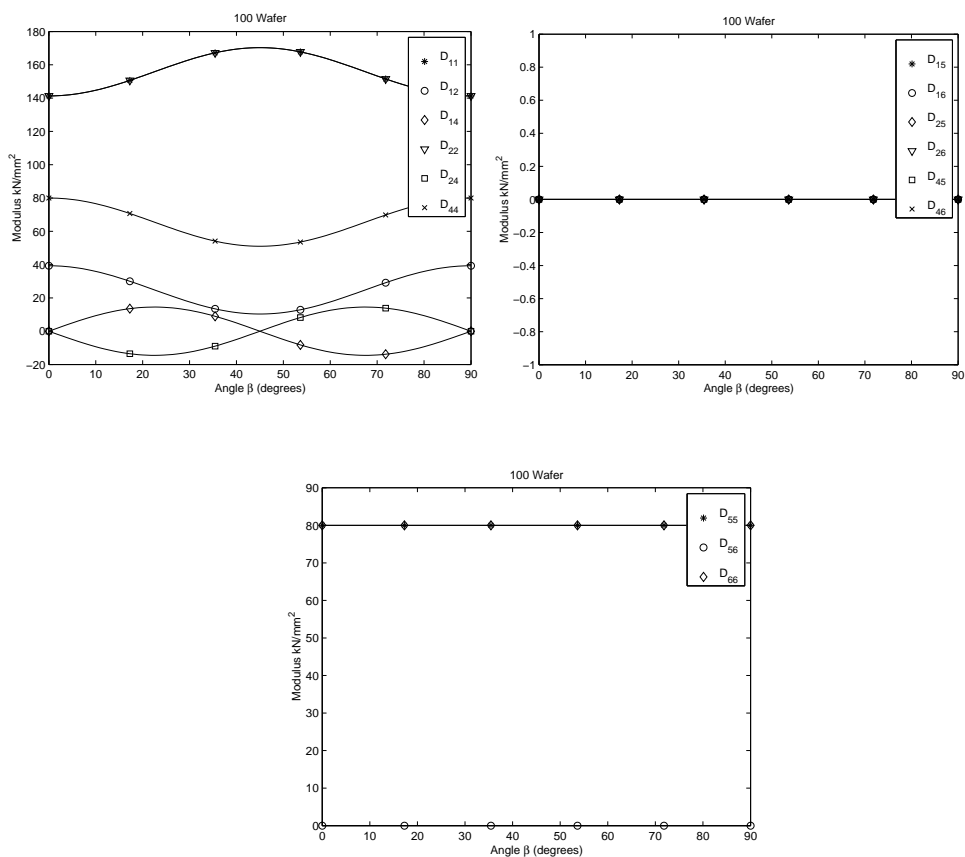 100 Wafer
180
160
140
120
100
80
60
40
20
0
−20
0 10 20 30 40 50 60 70 80 90
Modulus kN/mm2
Angle β (degrees)
D11
D12
D14
D22
D24
D44
100 Wafer
1
0.8
0.6
0.4
0.2
0
−0.2
−0.4
−0.6
−0.8
−1
0 10 20 30 40 50 60 70 80 90
Modulus kN/mm2
Angle β (degrees)
D15
D16
D25
D26
D45
D46
100 Wafer
90
80
70
60
50
40
30
20
10
0
0 10 20 30 40 50 60 70 80 90
Modulus kN/mm2
Angle β (degrees)
D55
D56
D66